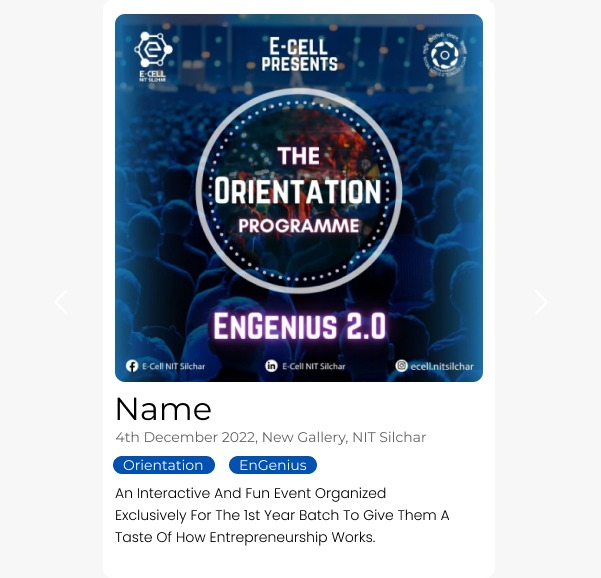 E-CELL
NIT SILCHAR
E-CELL
PRESENTS
THE
ORIENTATION
PROGRAMME
ENGENIUS 2.0
E-Cell NIT Silchar
E-Cell NIT Silchar
ecell.nitsilchar
Name
4th December 2022, New Gallery, NIT Silchar
Orientation
EnGenius
An Interactive And Fun Event Organized
Exclusively For The 1st Year Batch To Give Them A
Taste Of How Entrepreneurship Works.